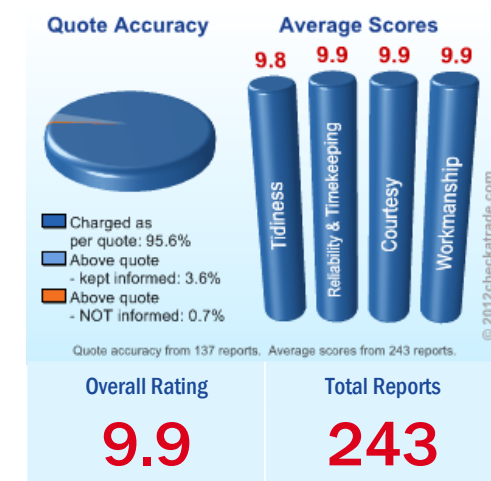 Quote Accuracy
Average Scores
9.8
9.9
9.9
9.9
Tidiness
Reliability & Timekeeping
Courtesy
Workmanship
Charged as
per quote: 95.6%
Above quote
- kept informed: 3.6%
Above quote
- NOT informed: 0.7%
© 2012checkatrade.com
Quote accuracy from 137 reports. Average scores from 243 reports.
Overall Rating
9.9
Total Reports
243